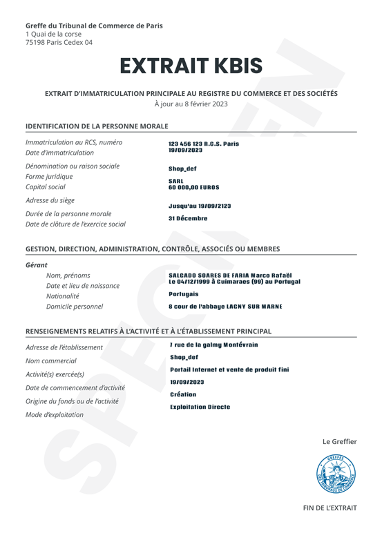 Greffe du Tribunal de Commerce de Paris
1 Quai de la corse
75198 Paris Cedex 04
EXTRAIT KBIS
EXTRAIT D'IMMATRICULATION PRINCIPALE AU REGISTRE DU COMMERCE ET DES SOCIÉTÉS
À jour au 8 février 2023
IDENTIFICATION DE LA PERSONNE MORALE
Immatriculation au RCS, numéro 123 456 123 R.C.S. Paris
Date d'immatriculation 19/09/2023
Dénomination ou raison sociale Shop_def
Forme juridique SARL
Capital social 60 000,00 EUROS
Adresse du siège
Durée de la personne morale Jusqu'au 19/09/2123
Date de clôture de l'exercice social 31 Décembre
GESTION, DIRECTION, ADMINISTRATION, CONTRÔLE, ASSOCIÉS OU MEMBRES
Gérant
Nom, prénoms SALGADO SOARES DE FARIA Marco Rafaël
Date et lieu de naissance Le 04/12/1999 à Guimaraes (99) au Portugal
Nationalité Portugais
Domicile personnel 6 cour de l'abbaye LAGNY SUR MARNE
RENSEIGNEMENTS RELATIFS À L'ACTIVITÉ ET À L'ÉTABLISSEMENT PRINCIPAL
Adresse de l'établissement 7 rue de la galmy Montévrain
Nom commercial Shop_def
Activité(s) exercée(s) Portail Internet et vente de produit fini
Date de commencement d'activité 19/09/2023
Origine du fonds ou de l'activité Création
Mode d'exploitation Exploitation Directe
Le Greffier
FIN DE L'EXTRAIT
SPECIMEN